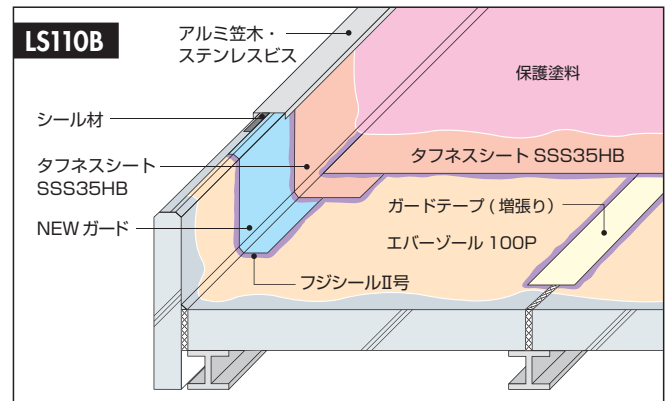 LS110B
アルミ笠木・
ステンレスビス
保護塗料
シール材
タフネスシート
SSS35HB
タフネスシート SSS35HB
NEW ガード
ガードテープ(増張り)
エバーゾール 100P
フジシールⅡ号